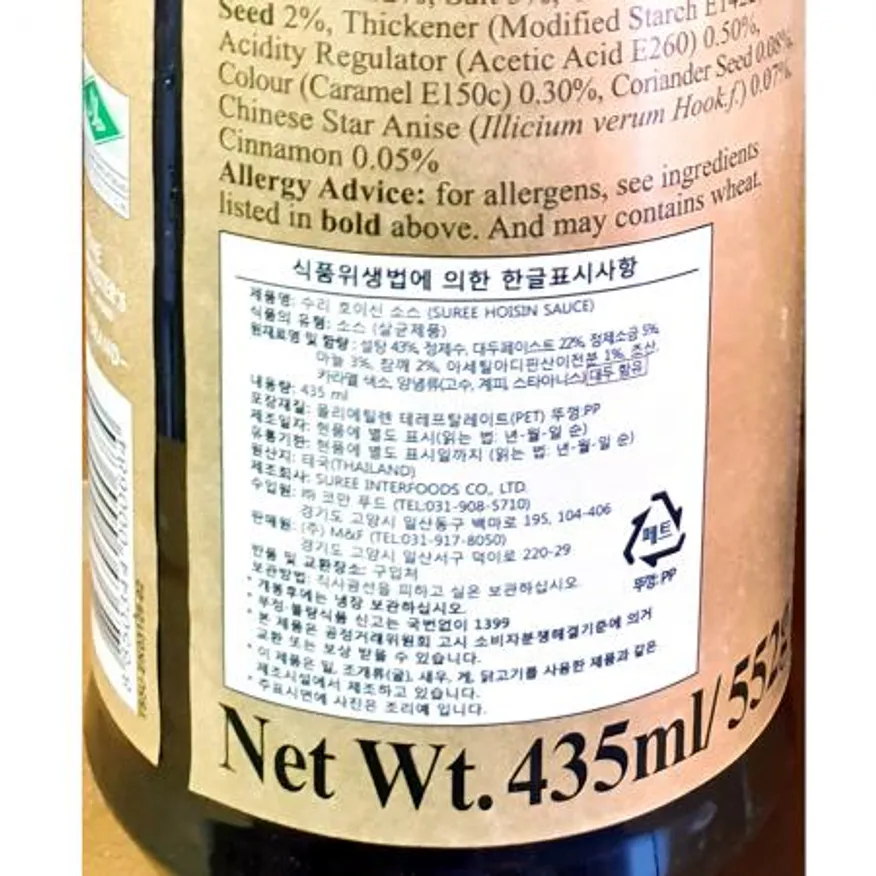 Seed 2%, Thickener (Modified Starch E1422)
Acidity Regulator (Acetic Acid E260) 0.50%,
Colour (Caramel E150c) 0.30%, Coriander Seed 0.08%,
Chinese Star Anise (Illicium verum Hook.f.) 0.07%,
Cinnamon 0.05%
Allergy Advice: for allergens, see ingredients
listed in bold above. And may contains wheat.
식품위생법에 의한 한글표시사항
제품명: 수리 호이신 소스 (SUREE HOISIN SAUCE)
식품의 유형: 소스 (살균제품)
원재료명 및 함량: 설탕 43%, 정제수, 대두페이스트 22%, 정제소금 5%
마늘 3%, 참깨 2%, 아세틸아디핀산이전분 1%, 초산,
카라멜 색소, 양념류(고수, 계피, 스타아니스) 대두 함유
내용량: 435 ml
포장재질: 폴리에틸렌 테레프탈레이트(PET) 뚜껑:PP
제조일자: 현품에 별도 표시(읽는 법: 년-월-일 순)
유통기한: 현품에 별도 표시일까지 (읽는 법: 년-월-일 순)
원산지: 태국(THAILAND)
제조회사: SUREE INTERFOODS CO., LTD.
수입원: ㈜ 코만 푸드 (TEL:031-908-5710)
경기도 고양시 일산동구 백마로 195, 104-406
판매원: (주) M&F (TEL:031-917-8050)
경기도 고양시 일산서구 덕이로 220-29
반품 및 교환장소: 구입처
보관방법: 직사광선을 피하고 실온 보관하십시오.
* 개봉후에는 냉장 보관하십시오.
* 부정·불량식품 신고는 국번없이 1399
* 본 제품은 공정거래위원회 고시 소비자분쟁해결기준에 의거
교환 또는 보상 받을 수 있습니다.
* 이 제품은 밀, 조개류(굴), 새우, 게, 닭고기를 사용한 제품과 같은
제조시설에서 제조하고 있습니다.
* 주표시면에 사진은 조리예 입니다.
페트
뚜껑:PP
Net Wt. 435ml/ 552g